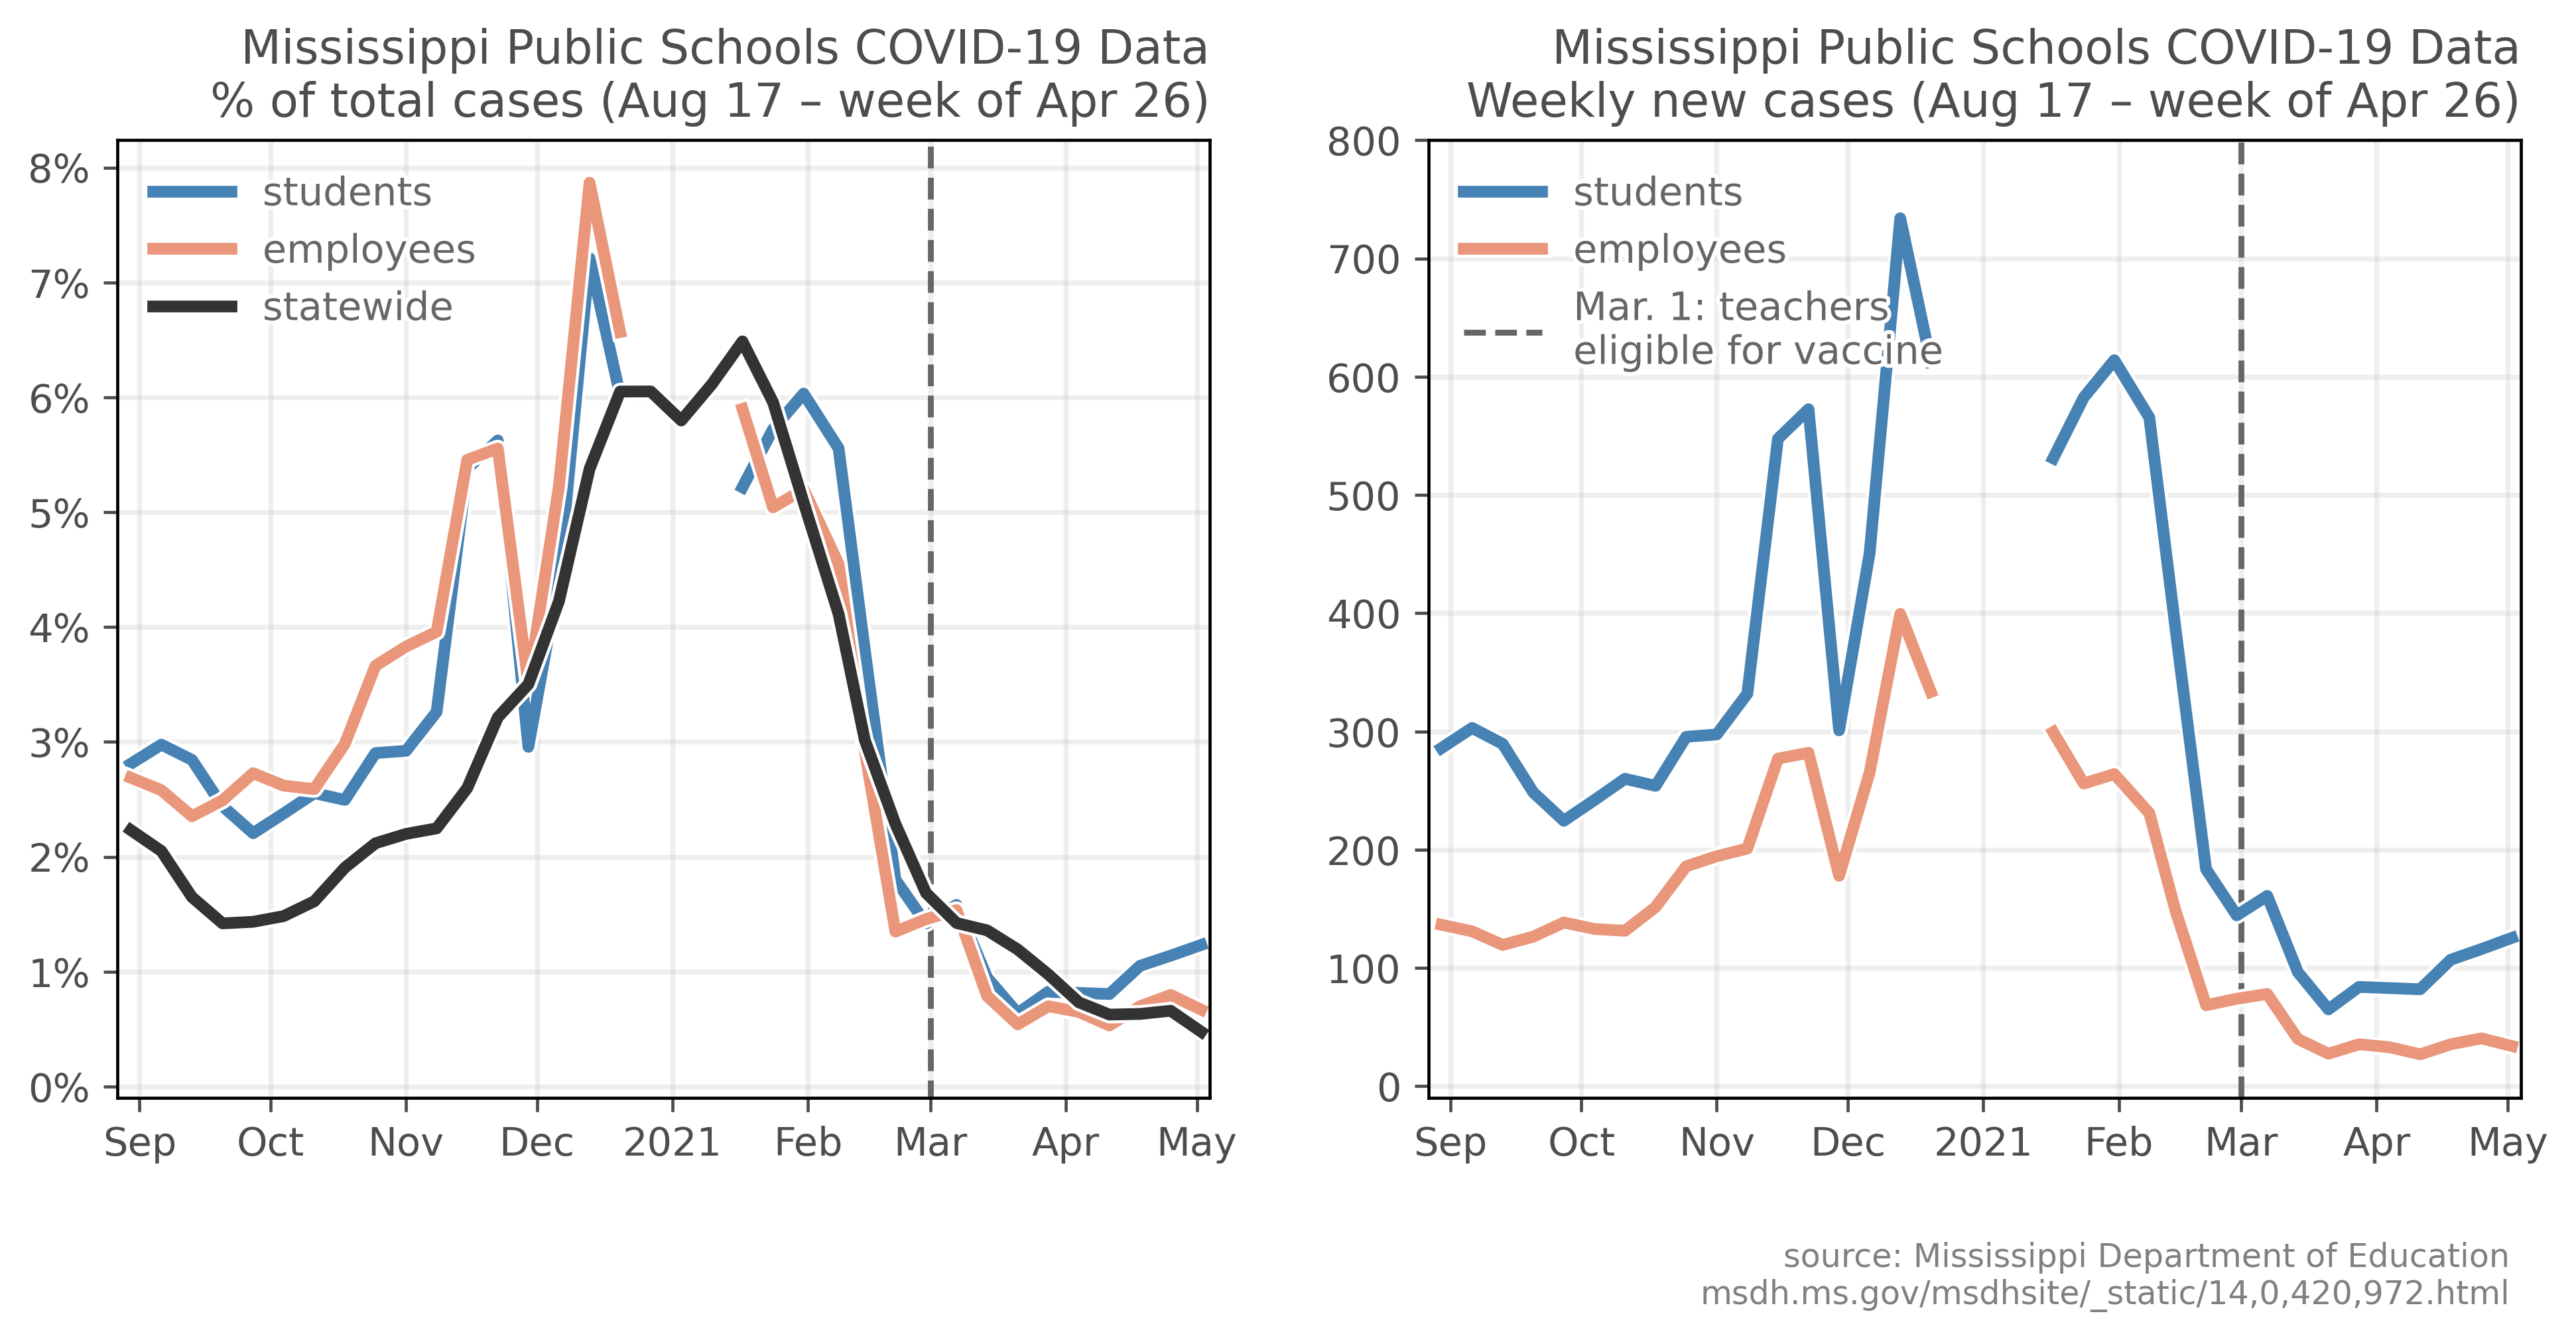 Mississippi Public Schools COVID-19 Data
% of total cases (Aug 17 – week of Apr 26)
8%
7%
6%
5%
4%
3%
2%
1%
0%
students
employees
statewide
Sep Oct Nov Dec 2021 Feb Mar Apr May
Mississippi Public Schools COVID-19 Data
Weekly new cases (Aug 17 – week of Apr 26)
800
700
600
500
400
300
200
100
0
students
employees
Mar. 1: teachers
eligible for vaccine
Sep Oct Nov Dec 2021 Feb Mar Apr May
source: Mississippi Department of Education
msdh.ms.gov/msdhsite/_static/14,0,420,972.html